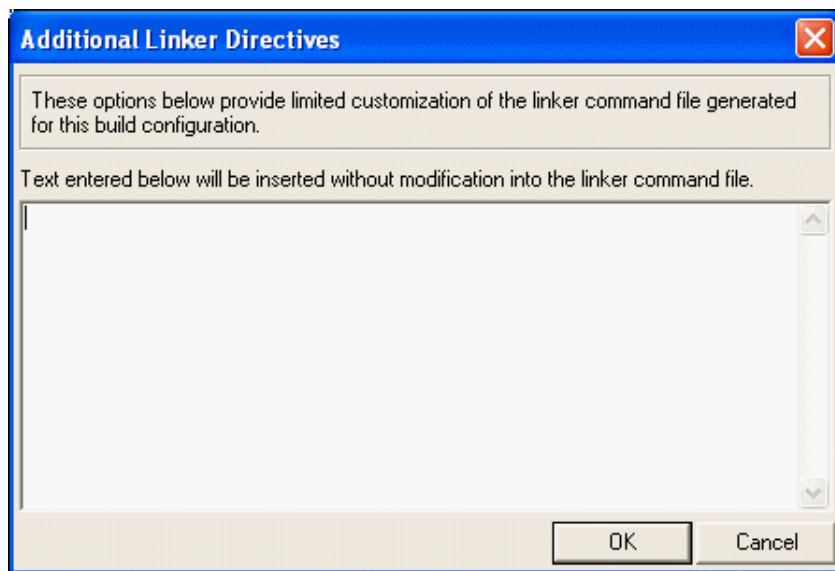 Additional Linker Directives
These options below provide limited customization of the linker command file generated
for this build configuration.
Text entered below will be inserted without modification into the linker command file.
OK Cancel